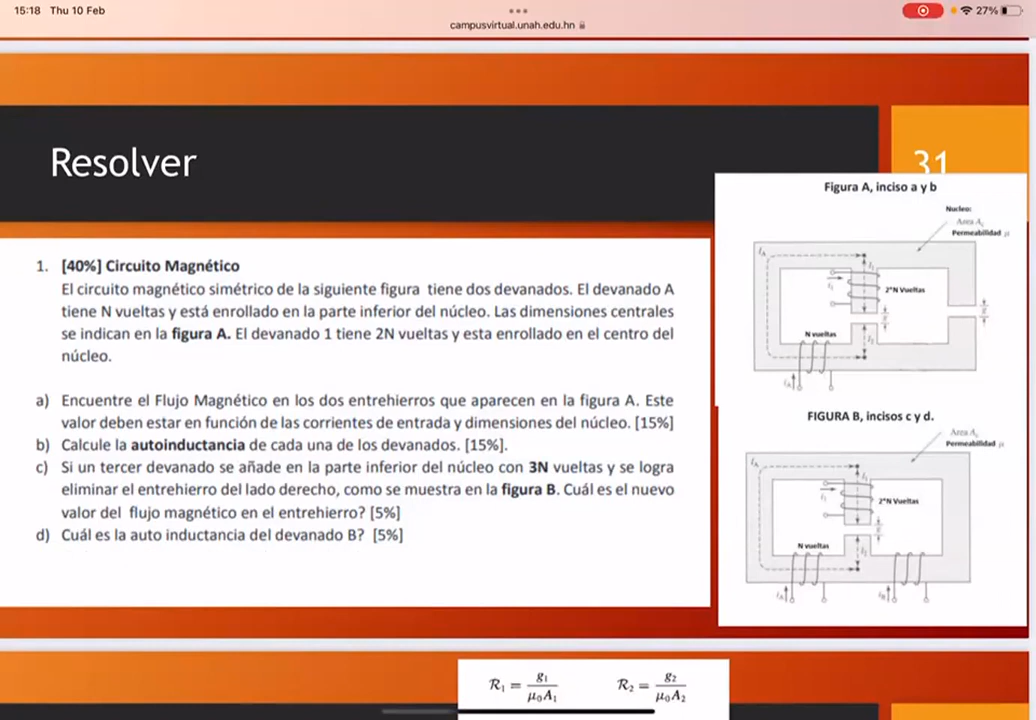 15:18 Thu 10 Feb
campusvirtual.unah.edu.hn
27%
Resolver
31
1. [40%] Circuito Magnético
El circuito magnético simétrico de la siguiente figura tiene dos devanados. El devanado A
tiene N vueltas y está enrollado en la parte inferior del núcleo. Las dimensiones centrales
se indican en la figura A. El devanado 1 tiene 2N vueltas y esta enrollado en el centro del
núcleo.
a) Encuentre el Flujo Magnético en los dos entrehierros que aparecen en la figura A. Este
valor deben estar en función de las corrientes de entrada y dimensiones del núcleo. [15%]
b) Calcule la autoinductancia de cada una de los devanados. [15%].
c) Si un tercer devanado se añade en la parte inferior del núcleo con 3N vueltas y se logra
eliminar el entrehierro del lado derecho, como se muestra en la figura B. Cuál es el nuevo
valor del flujo magnético en el entrehierro? [5%]
d) Cuál es la auto inductancia del devanado B? [5%]
Figura A, inciso a y b
Nucleo:
Area A
Permeabilidad μ
2*N Vueltas
N vueltas
FIGURA B, incisos c y d.
Area A
Permeabilidad μ
2*N Vueltas
N vueltas
R₁ = g₁ / μ₀A₁ R₂ = g₂ / μ₀A₂